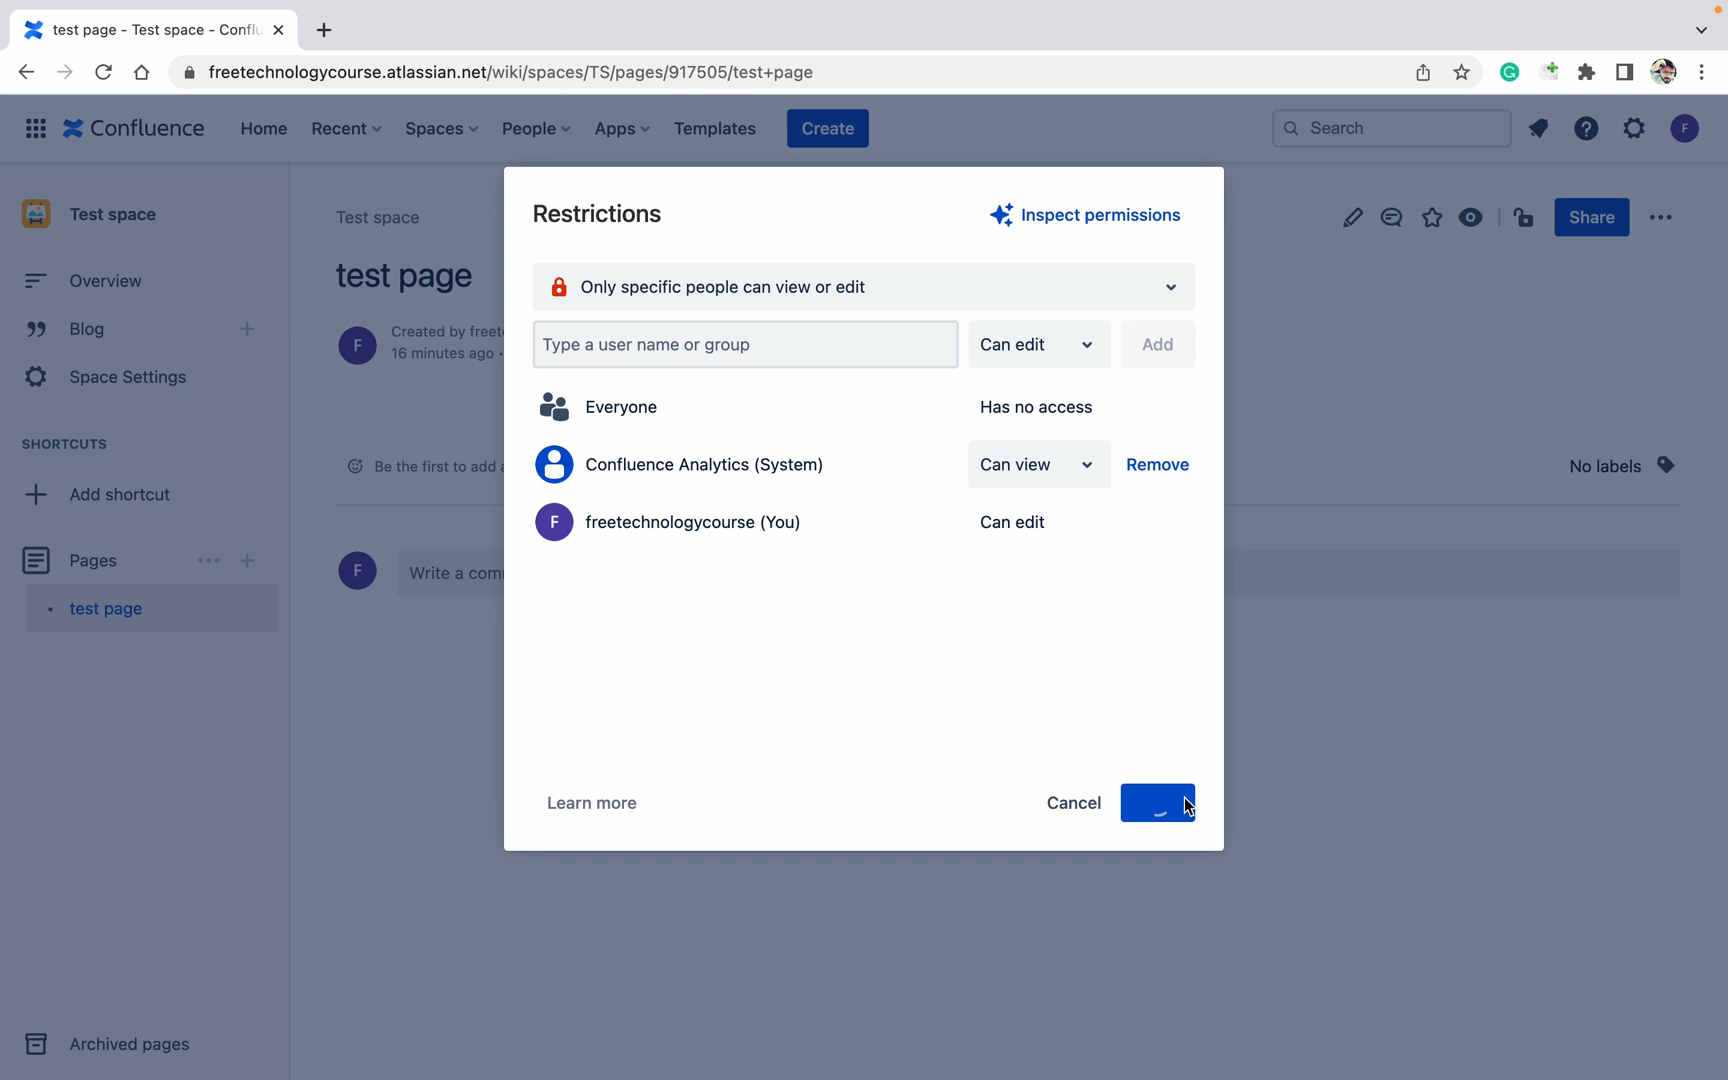 test page - Test space - Conflu
freetechnologycourse.atlassian.net/wiki/spaces/TS/pages/917505/test+page
Confluence Home Recent Spaces People Apps Templates Create Search F
Test space
Overview
Blog
Space Settings
SHORTCUTS
Add shortcut
Pages
test page
Archived pages
Test space
Share
test page
F
Created by freet
16 minutes ago
Be the first to add a
No labels
F
Write a com
Restrictions
Inspect permissions
Only specific people can view or edit
Type a user name or group Can edit Add
Everyone Has no access
Confluence Analytics (System) Can view Remove
F freetechnologycourse (You) Can edit
Learn more Cancel